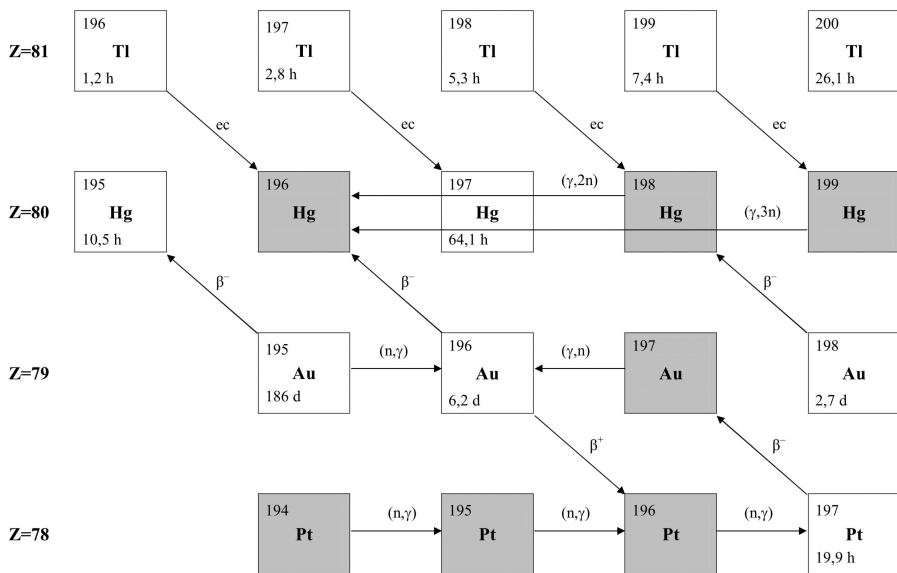 196 197 198 199 200
Z=81 Tl Tl Tl Tl Tl
1,2 h 2,8 h 5,3 h 7,4 h 26,1 h
ec ec ec ec
195 196 197 (γ,2n) 198 199
Z=80 Hg Hg Hg Hg (γ,3n) Hg
10,5 h 64,1 h
β⁻ β⁻ β⁻
195 (n,γ) 196 (γ,n) 197 198
Z=79 Au Au Au Au
186 d 6,2 d 2,7 d
β⁺ β⁻
194 (n,γ) 195 (n,γ) 196 (n,γ) 197
Z=78 Pt Pt Pt Pt
19,9 h